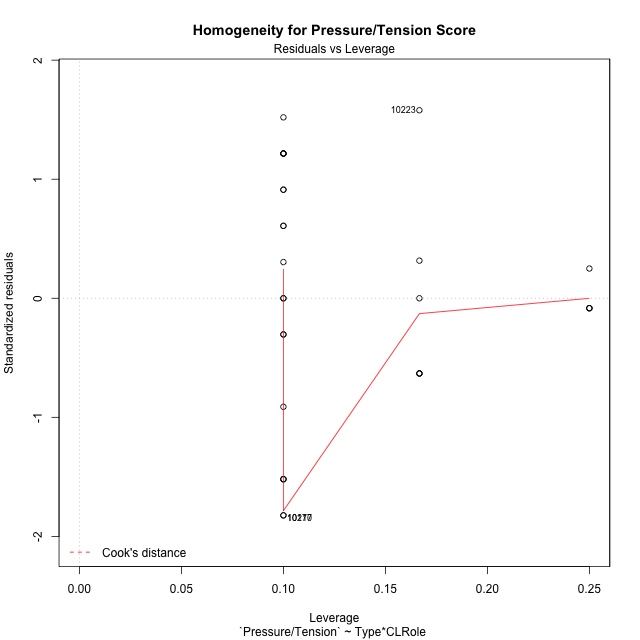 Homogeneity for Pressure/Tension Score
Residuals vs Leverage
2
1
0
-1
-2
Standardized residuals
10223
Cook's distance
0.00 0.05 0.10 0.15 0.20 0.25
Leverage
`Pressure/Tension` ~ Type*CLRole